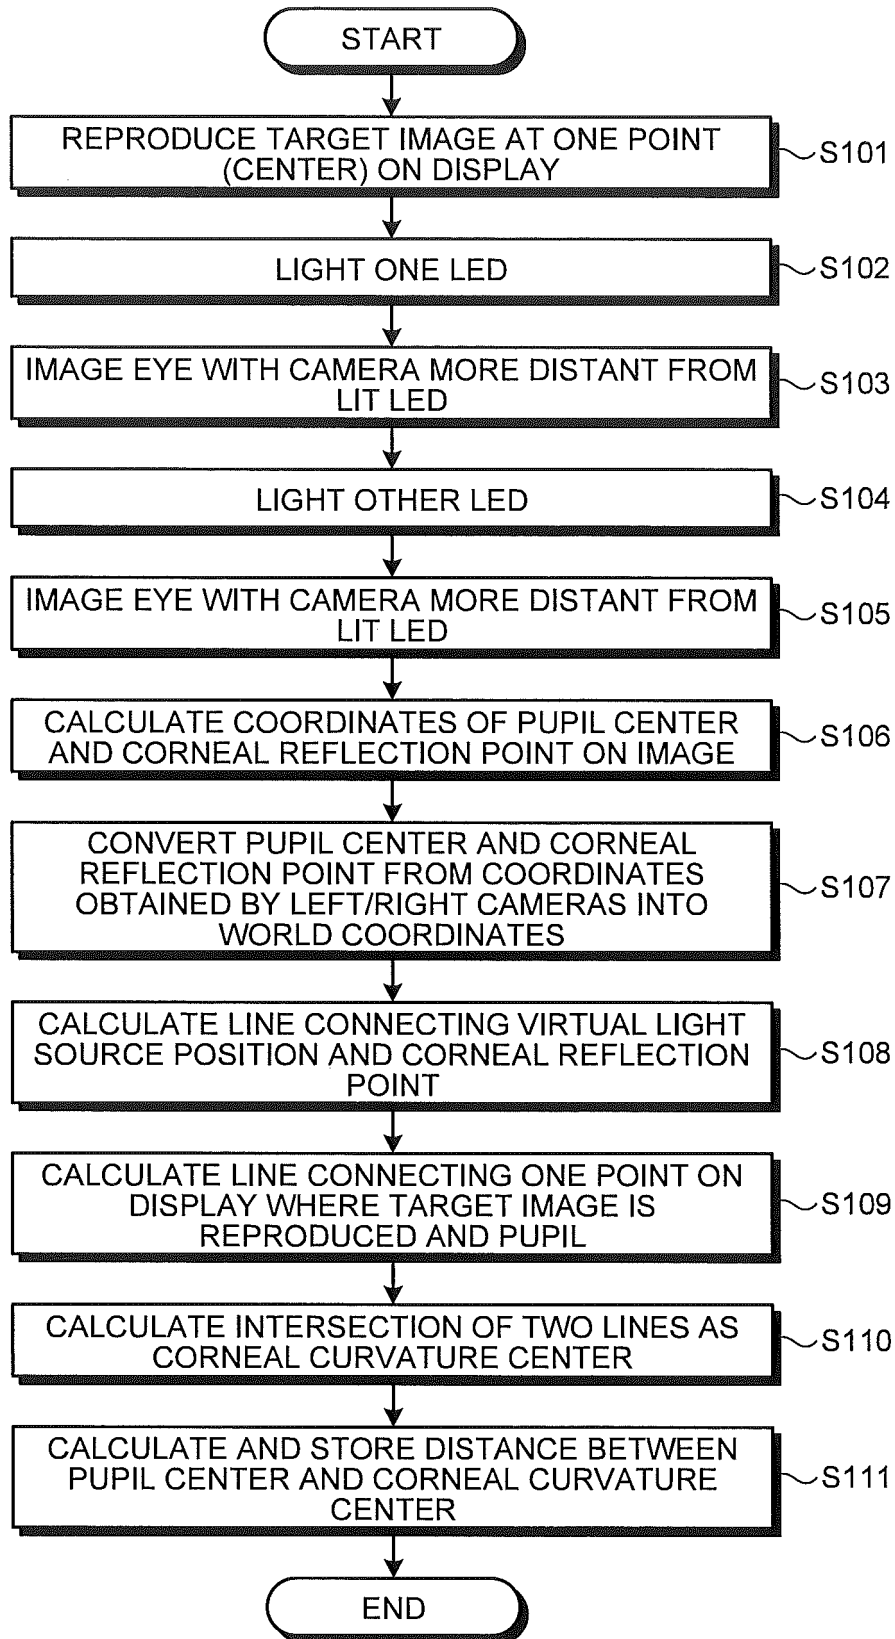 START
REPRODUCE TARGET IMAGE AT ONE POINT
(CENTER) ON DISPLAY
S101
LIGHT ONE LED
S102
IMAGE EYE WITH CAMERA MORE DISTANT FROM
LIT LED
S103
LIGHT OTHER LED
S104
IMAGE EYE WITH CAMERA MORE DISTANT FROM
LIT LED
S105
CALCULATE COORDINATES OF PUPIL CENTER
AND CORNEAL REFLECTION POINT ON IMAGE
S106
CONVERT PUPIL CENTER AND CORNEAL
REFLECTION POINT FROM COORDINATES
OBTAINED BY LEFT/RIGHT CAMERAS INTO
WORLD COORDINATES
S107
CALCULATE LINE CONNECTING VIRTUAL LIGHT
SOURCE POSITION AND CORNEAL REFLECTION
POINT
S108
CALCULATE LINE CONNECTING ONE POINT ON
DISPLAY WHERE TARGET IMAGE IS
REPRODUCED AND PUPIL
S109
CALCULATE INTERSECTION OF TWO LINES AS
CORNEAL CURVATURE CENTER
S110
CALCULATE AND STORE DISTANCE BETWEEN
PUPIL CENTER AND CORNEAL CURVATURE
CENTER
S111
END